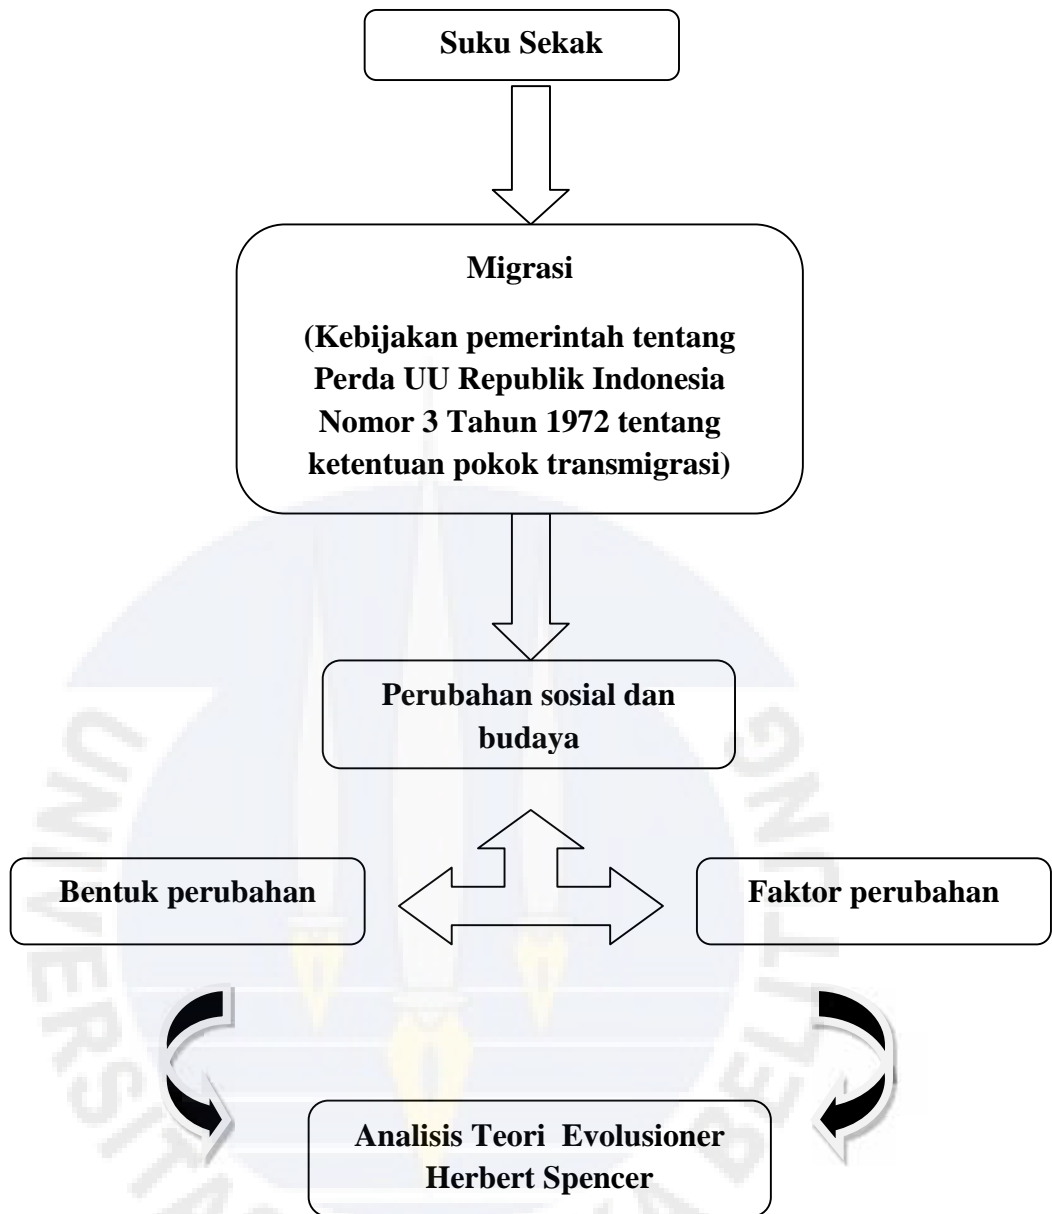 Suku Sekak
Migrasi
(Kebijakan pemerintah tentang
Perda UU Republik Indonesia
Nomor 3 Tahun 1972 tentang
ketentuan pokok transmigrasi)
Perubahan sosial dan
budaya
Bentuk perubahan
Faktor perubahan
Analisis Teori Evolusioner
Herbert Spencer